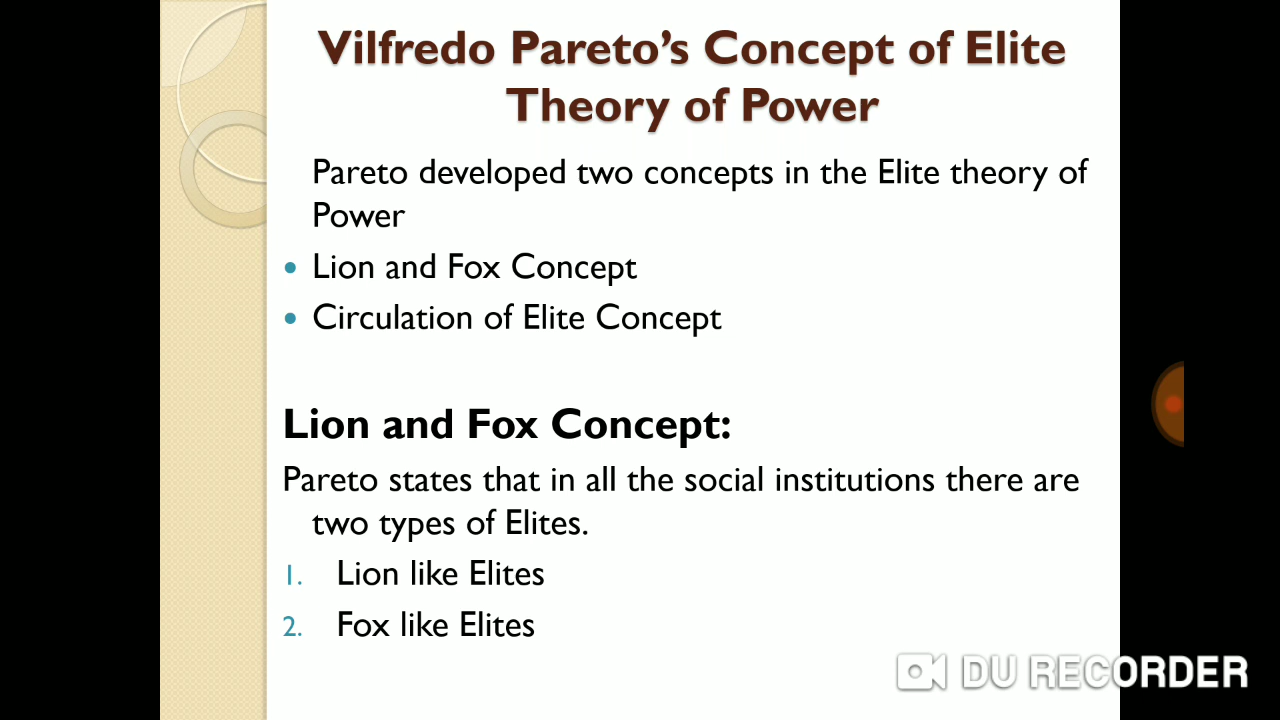 Vilfredo Pareto's Concept of Elite
Theory of Power
Pareto developed two concepts in the Elite theory of
Power
• Lion and Fox Concept
• Circulation of Elite Concept
Lion and Fox Concept:
Pareto states that in all the social institutions there are
two types of Elites.
1. Lion like Elites
2. Fox like Elites
DU RECORDER